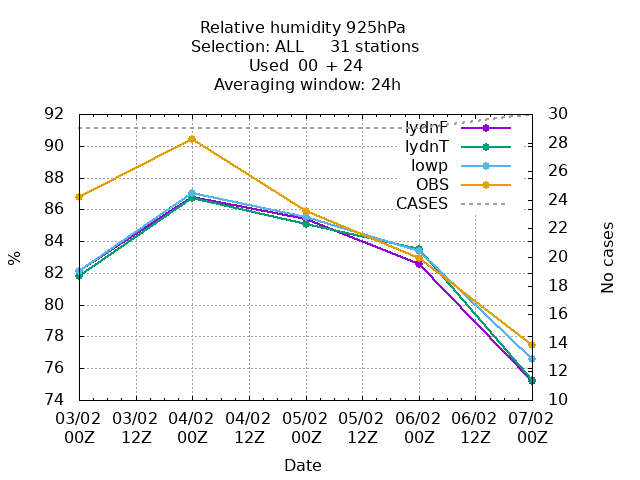 Relative humidity 925hPa
Selection: ALL 31 stations
Used 00 + 24
Averaging window: 24h
92 30
lydnF
90 28
lydnT
88 26
lowp
OBS
86 24
CASES
84 22
82 20
80 18
78 16
76 14
74 12
10
%
No cases
03/02 03/02 04/02 04/02 05/02 05/02 06/02 06/02 07/02
00Z 12Z 00Z 12Z 00Z 12Z 00Z 12Z 00Z
Date